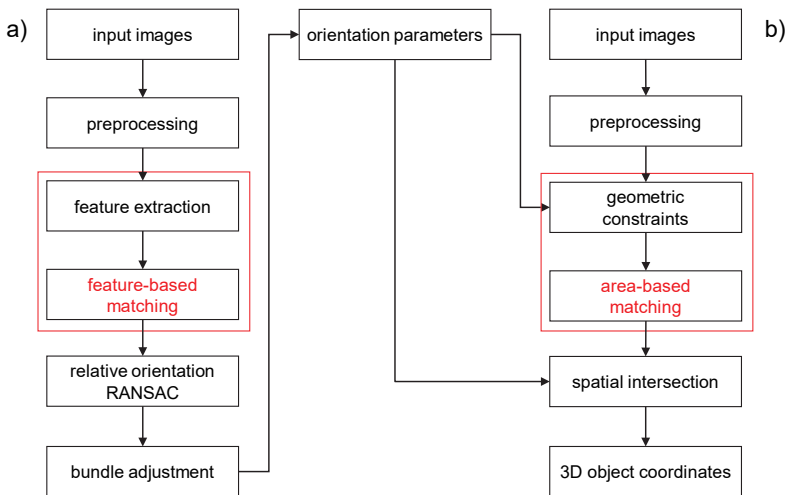 a)
input images
preprocessing
feature extraction
feature-based
matching
relative orientation
RANSAC
bundle adjustment
orientation parameters
b)
input images
preprocessing
geometric
constraints
area-based
matching
spatial intersection
3D object coordinates